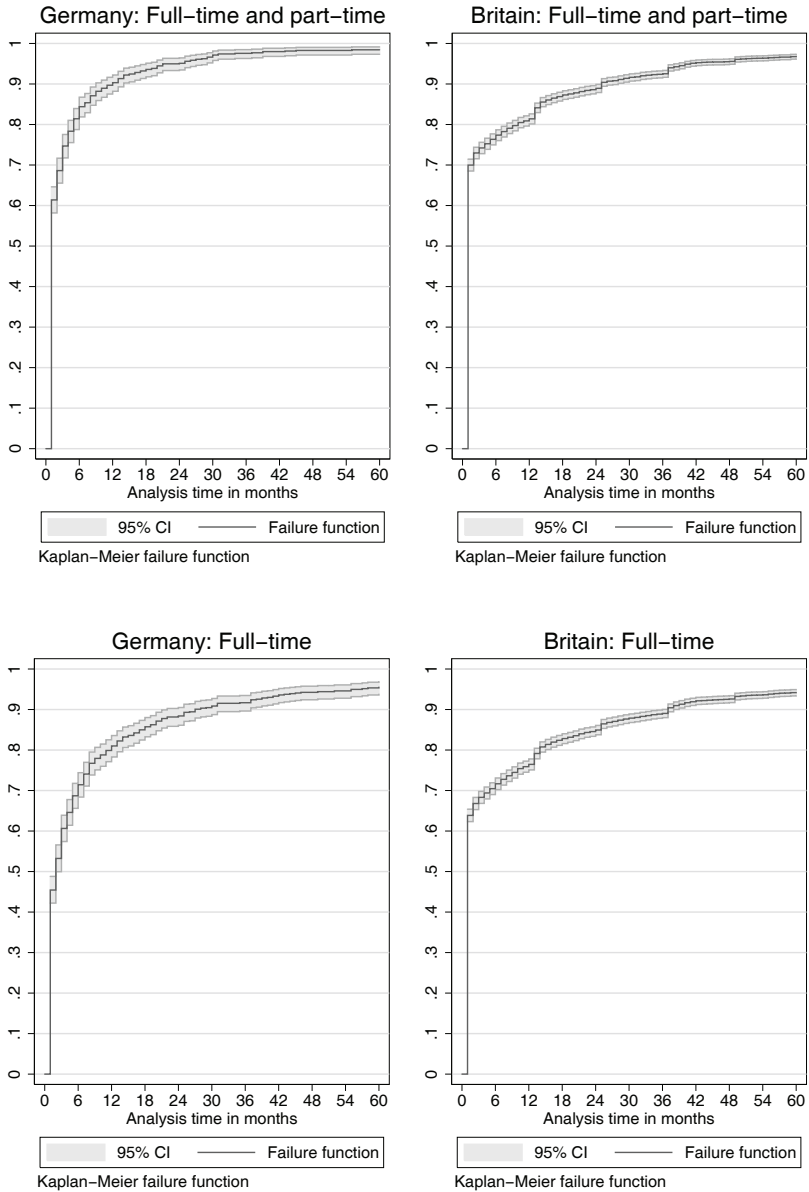 Germany: Full−time and part−time
1
.9
.8
.7
.6
.5
.4
.3
.2
.1
0
0 6 12 18 24 30 36 42 48 54 60
Analysis time in months
95% CI Failure function
Kaplan−Meier failure function
Britain: Full−time and part−time
1
.9
.8
.7
.6
.5
.4
.3
.2
.1
0
0 6 12 18 24 30 36 42 48 54 60
Analysis time in months
95% CI Failure function
Kaplan−Meier failure function
Germany: Full−time
1
.9
.8
.7
.6
.5
.4
.3
.2
.1
0
0 6 12 18 24 30 36 42 48 54 60
Analysis time in months
95% CI Failure function
Kaplan−Meier failure function
Britain: Full−time
1
.9
.8
.7
.6
.5
.4
.3
.2
.1
0
0 6 12 18 24 30 36 42 48 54 60
Analysis time in months
95% CI Failure function
Kaplan−Meier failure function